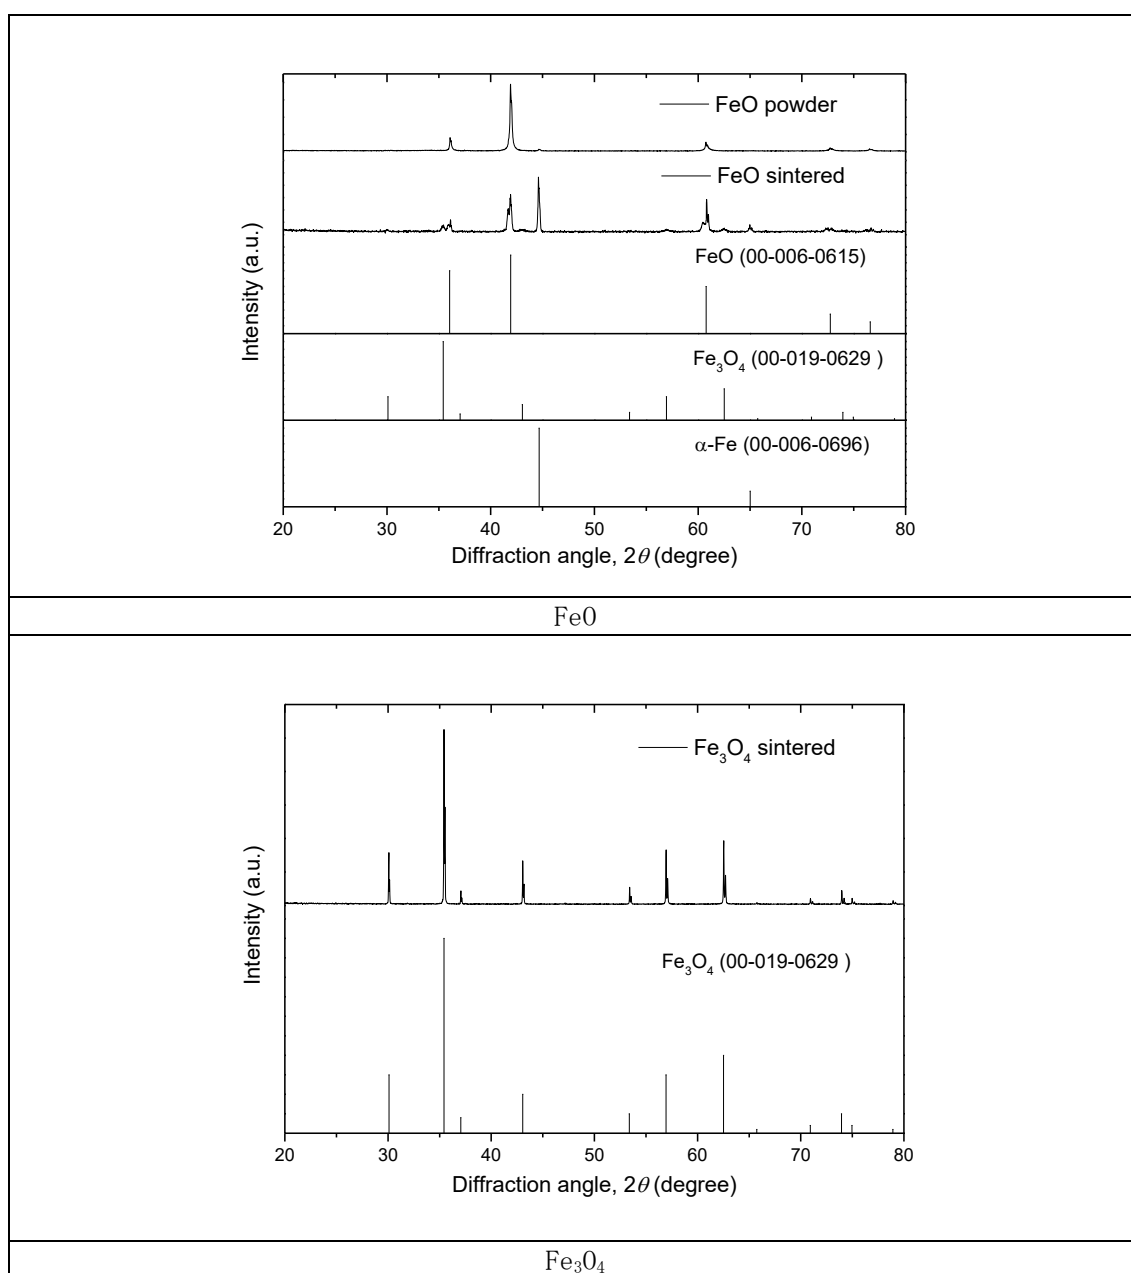 FeO powder
FeO sintered
FeO (00-006-0615)
Fe₃O₄ (00-019-0629 )
α-Fe (00-006-0696)
Intensity (a.u.)
20 30 40 50 60 70 80
Diffraction angle, 2θ (degree)
FeO
Fe₃O₄ sintered
Fe₃O₄ (00-019-0629 )
Intensity (a.u.)
20 30 40 50 60 70 80
Diffraction angle, 2θ (degree)
Fe₃O₄